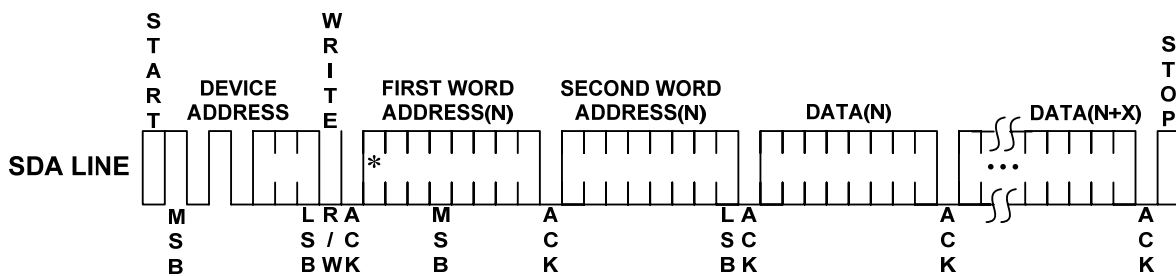 START
WRITE
STOP
DEVICE
ADDRESS
FIRST WORD
ADDRESS(N)
SECOND WORD
ADDRESS(N)
DATA(N)
DATA(N+X)
SDA LINE
*
...
MSB
LSB
R/W
ACK
MSB
ACK
LSB
ACK
ACK
ACK